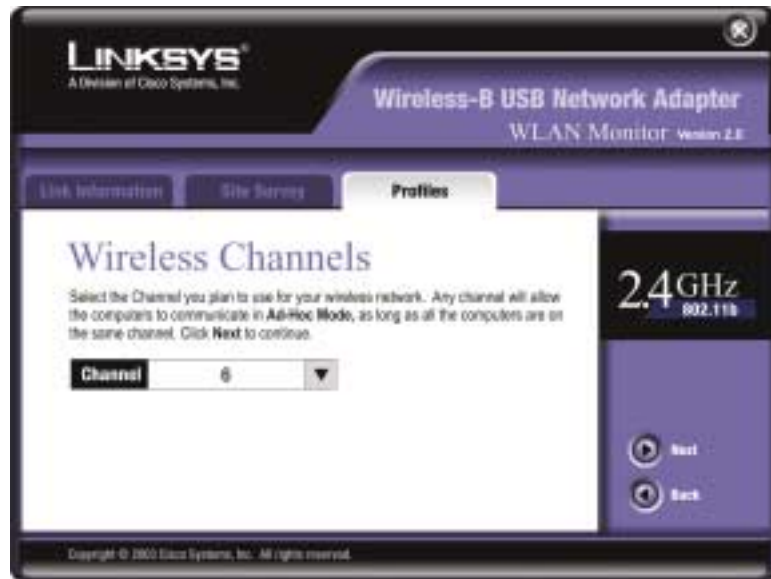 LINKSYS®
A Division of Cisco Systems, Inc.
Wireless-B USB Network Adapter
WLAN Monitor Version 2.0
Link Information
Site Survey
Profiles
Wireless Channels
Select the Channel you plan to use for your wireless network. Any channel will allow
the computers to communicate in Ad-Hoc Mode, as long as all the computers are on
the same channel. Click Next to continue.
Channel 6
2.4 GHz
802.11b
Next
Back
Copyright © 2003 Cisco Systems, Inc. All rights reserved.